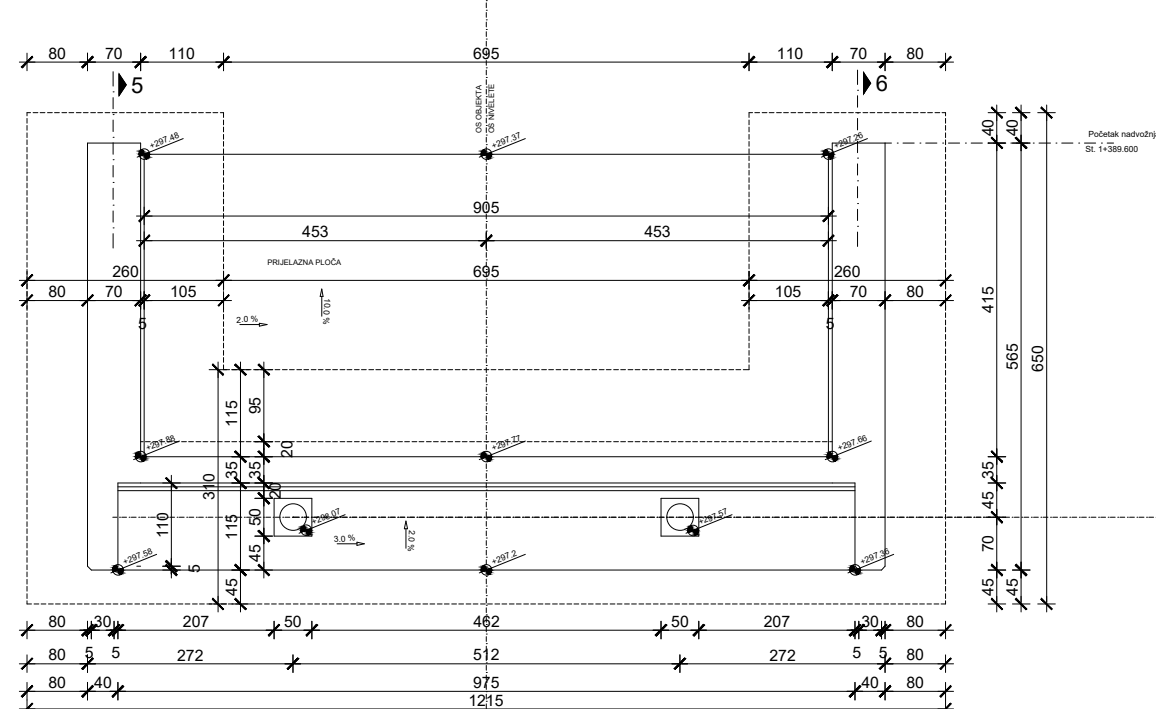 80 70 110 695 110 70 80
5 6
OS OBJEKTA
OS NIVELETE
+297.48 +297.37 +297.26
40 40
Početak nadvožnj
St. 1+389.600
905
453 453
PRIJELAZNA PLOČA
260 695 260
80 70 105 105 70 80
5 5
10.0 %
2.0 %
415
565
650
115 95
20
+297.88 +297.77 +297.66
35 35
310
20
35
45
110 115 50
+298.07 +297.57
3.0 %
2.0 %
45
70
+297.58 +297.2 +297.36
5
45
45 45
80 30 207 50 462 50 207 30 80
5 5 5 5
80 272 512 272 80
80 40 975 40 80
1215